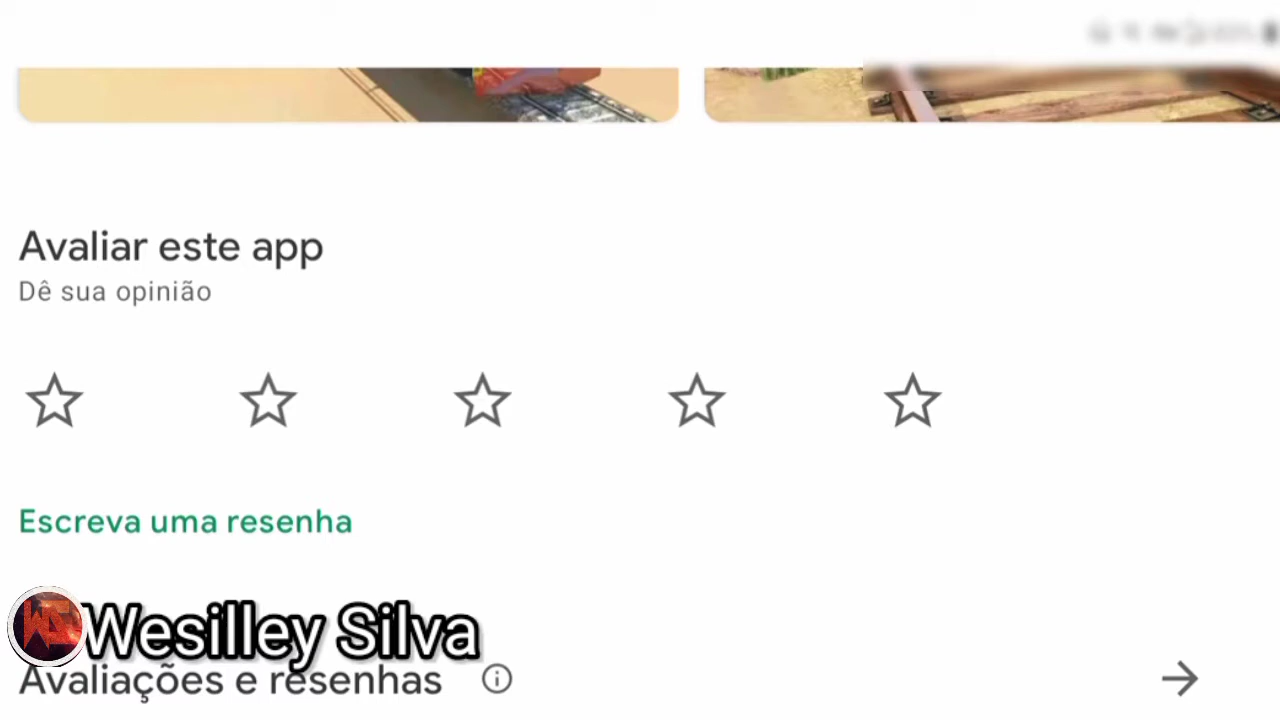 Avaliar este app
Dê sua opinião
Escreva uma resenha
Wesilley Silva
Avaliações e resenhas